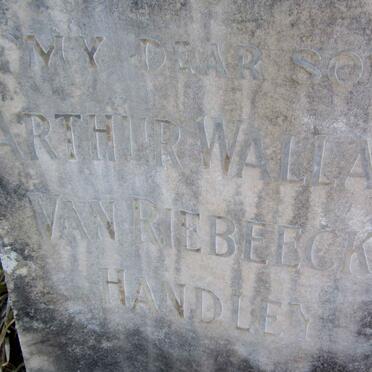 MY DEAR SO
ARTHUR WALLA
VAN RIEBEECK
HANDLEY